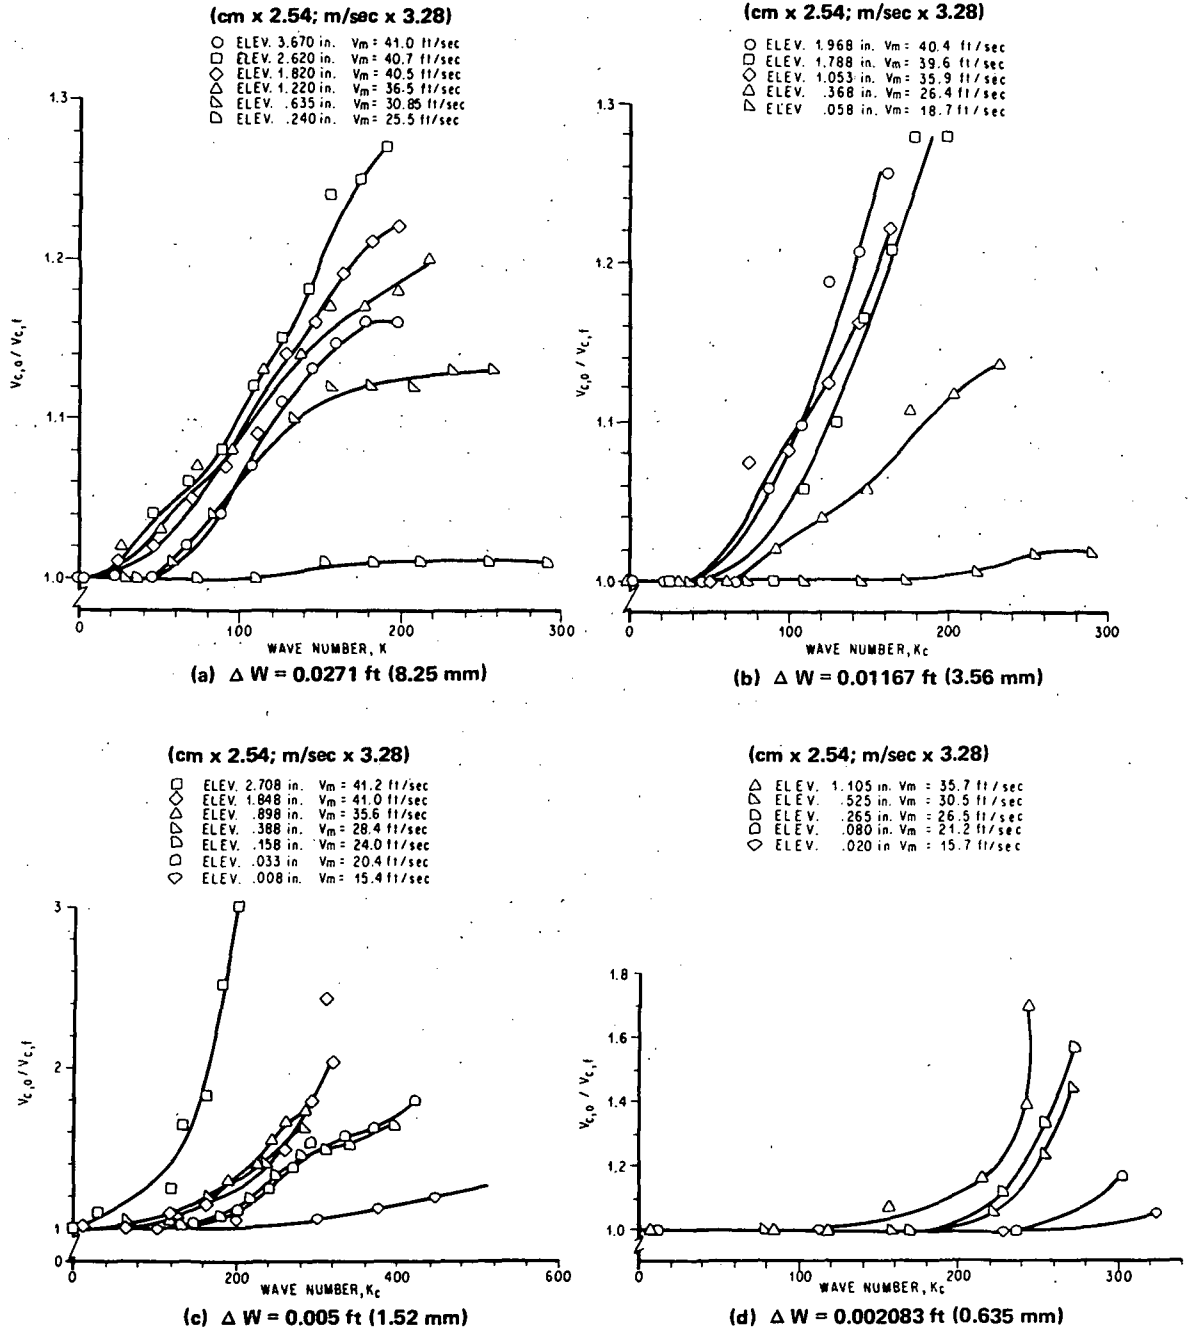 (cm x 2.54; m/sec x 3.28)
ELEV. 3.670 in. Vm = 41.0 ft/sec
ELEV. 2.620 in. Vm = 40.7 ft/sec
ELEV. 1.820 in. Vm = 40.5 ft/sec
ELEV. 1.220 in. Vm = 36.5 ft/sec
ELEV. .635 in. Vm = 30.85 ft/sec
ELEV. .240 in. Vm = 25.5 ft/sec
1.3
1.2
1.1
1.0
Vc,o / Vc,f
0 100 200 300
WAVE NUMBER, K
(a) Δ W = 0.0271 ft (8.25 mm)
(cm x 2.54; m/sec x 3.28)
ELEV. 1.968 in. Vm = 40.4 ft/sec
ELEV. 1.788 in. Vm = 39.6 ft/sec
ELEV. 1.053 in. Vm = 35.9 ft/sec
ELEV. .368 in. Vm = 26.4 ft/sec
ELEV .058 in. Vm = 18.7 ft/sec
1.3
1.2
1.1
1.0
Vc,o / Vc,f
0 100 200 300
WAVE NUMBER, Kc
(b) Δ W = 0.01167 ft (3.56 mm)
(cm x 2.54; m/sec x 3.28)
ELEV. 2.708 in. Vm = 41.2 ft/sec
ELEV. 1.848 in. Vm = 41.0 ft/sec
ELEV. .898 in. Vm = 35.6 ft/sec
ELEV. .388 in. Vm = 28.4 ft/sec
ELEV. .158 in. Vm = 24.0 ft/sec
ELEV. .033 in Vm = 20.4 ft/sec
ELEV. .008 in. Vm = 15.4 ft/sec
3
2
1
0
Vc,o / Vc,f
0 200 400 600
WAVE NUMBER, Kc
(c) Δ W = 0.005 ft (1.52 mm)
(cm x 2.54; m/sec x 3.28)
ELEV. 1.105 in. Vm = 35.7 ft/sec
ELEV. .525 in. Vm = 30.5 ft/sec
ELEV. .265 in. Vm = 26.5 ft/sec
ELEV. .080 in. Vm = 21.2 ft/sec
ELEV. .020 in Vm = 15.7 ft/sec
1.8
1.6
1.4
1.2
1.0
Vc,o / Vc,f
0 100 200 300
WAVE NUMBER, Kc
(d) Δ W = 0.002083 ft (0.635 mm)